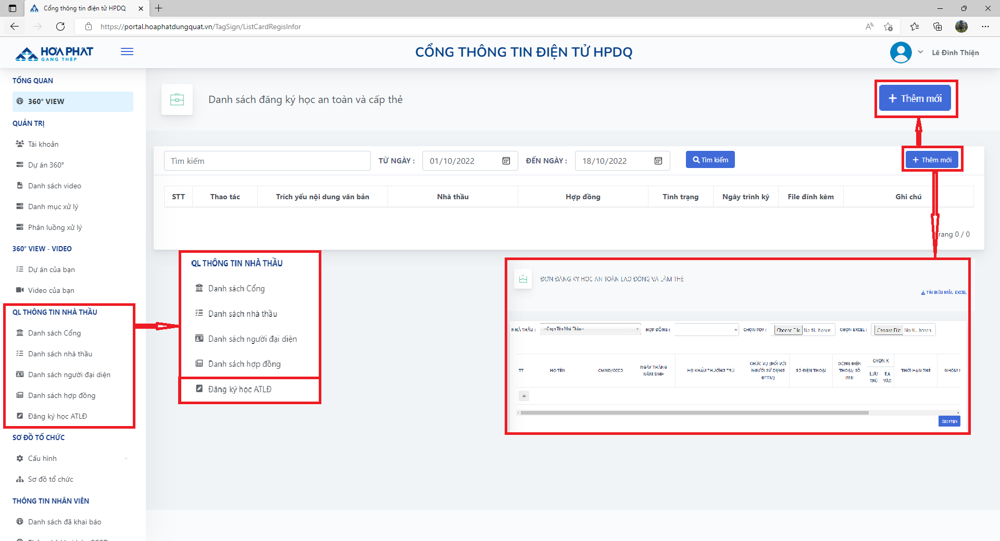 Cổng thông tin điện tử HPDQ
https://portal.hoaphatdungquat.vn/TagSign/ListCardRegisInfor
HOA PHAT
GANG THÉP
CỔNG THÔNG TIN ĐIỆN TỬ HPDQ
Lê Đình Thiện
TỔNG QUAN
360° VIEW
QUẢN TRỊ
Tài khoản
Dự án 360°
Danh sách video
Danh mục xử lý
Phân luồng xử lý
360° VIEW - VIDEO
Dự án của bạn
Video của bạn
QL THÔNG TIN NHÀ THẦU
Danh sách Cổng
Danh sách nhà thầu
Danh sách người đại diện
Danh sách hợp đồng
Đăng ký học ATLĐ
SƠ ĐỒ TỔ CHỨC
Cấu hình
Sơ đồ tổ chức
THÔNG TIN NHÂN VIÊN
Danh sách đã khai báo
Danh sách đăng ký học an toàn và cấp thẻ
+ Thêm mới
Tìm kiếm TỪ NGÀY : 01/10/2022 ĐẾN NGÀY : 18/10/2022 Tìm kiếm + Thêm mới
STT Thao tác Trích yếu nội dung văn bản Nhà thầu Hợp đồng Tình trạng Ngày trình ký File đính kèm Ghi chú
Trang 0 / 0
QL THÔNG TIN NHÀ THẦU
Danh sách Cổng
Danh sách nhà thầu
Danh sách người đại diện
Danh sách hợp đồng
Đăng ký học ATLĐ
ĐƠN ĐĂNG KÝ HỌC AN TOÀN LAO ĐỘNG VÀ LÀM THẺ
TẢI BIỂU MẪU EXCEL
NHÀ THẦU : --Chọn Tên Nhà Thầu-- HỢP ĐỒNG : CHỌN PDF : Choose File No fil...hosen CHỌN EXCEL : Choose File No fil...hosen
TT HỌ TÊN CMND/CCCD NGÀY THÁNG NĂM SINH HỘ KHẨU THƯỜNG TRÚ CHỨC VỤ (ĐỐI VỚI NGƯỜI SỬ DỤNG ĐTTM) SỐ ĐIỆN THOẠI DÒNG ĐIỆN THOẠI/ SỐ IMEI CHỌN X LƯU TRÚ RA VÀO THỜI HẠN THẺ NHÓM
+
Xác nhận